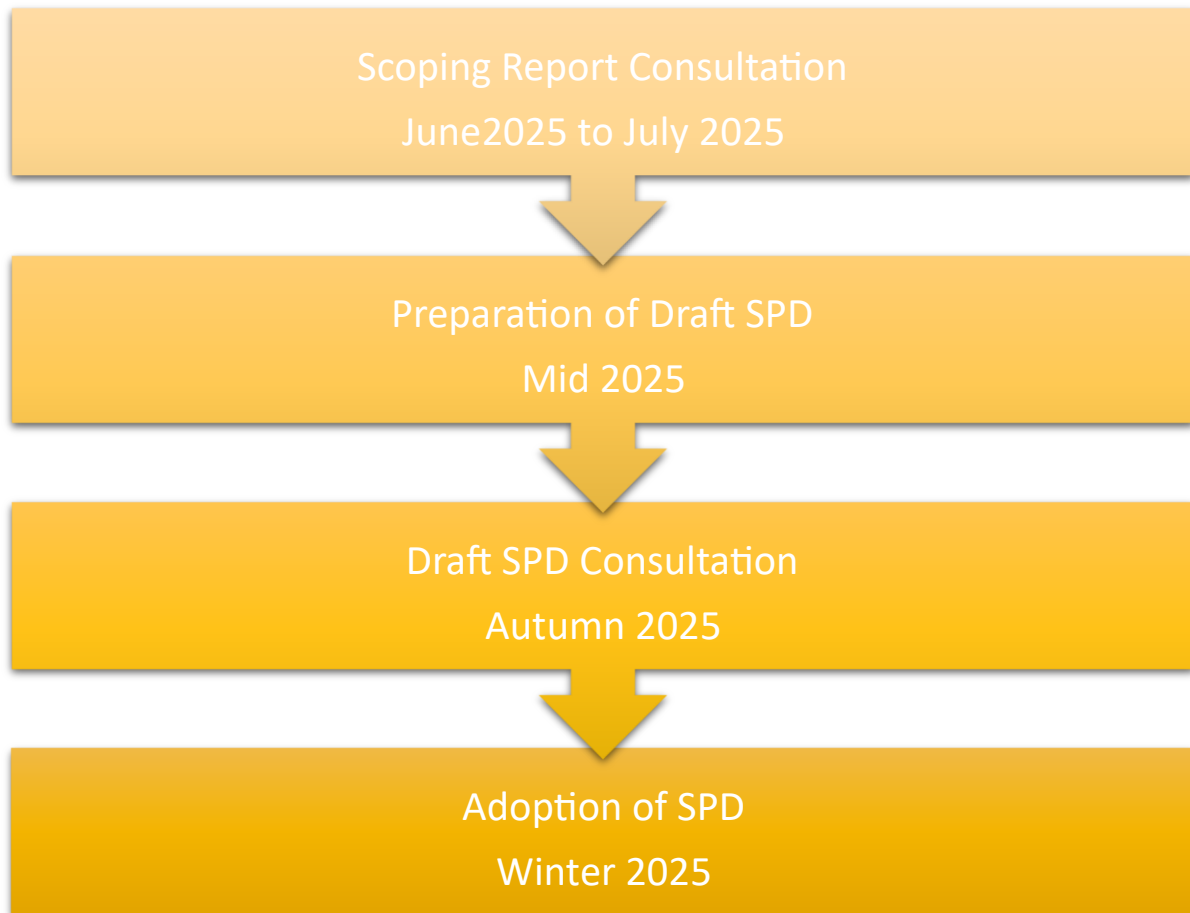 Scoping Report Consultation
June2025 to July 2025
Preparation of Draft SPD
Mid 2025
Draft SPD Consultation
Autumn 2025
Adoption of SPD
Winter 2025